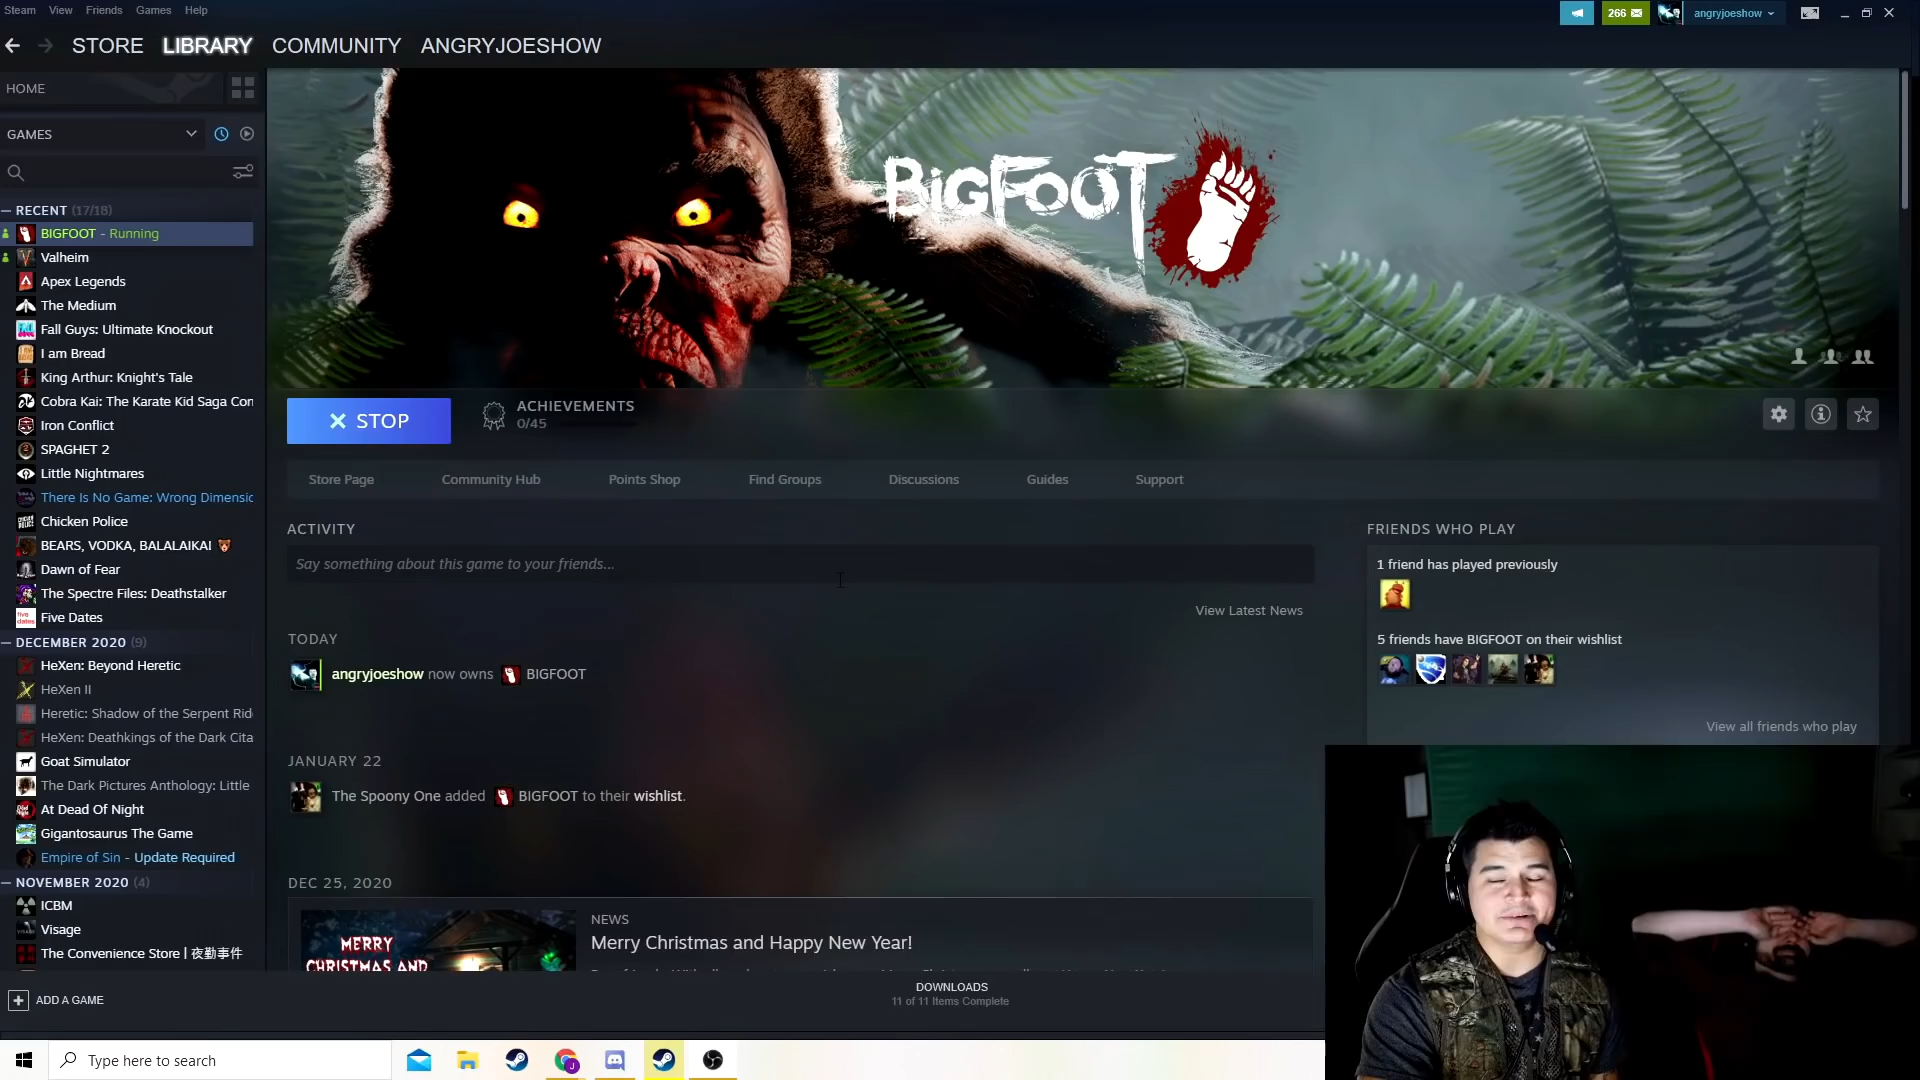 Steam View Friends Games Help
266 angryjoeshow
STORE LIBRARY COMMUNITY ANGRYJOESHOW
HOME
GAMES
RECENT (17/18)
BIGFOOT - Running
Valheim
Apex Legends
The Medium
Fall Guys: Ultimate Knockout
I am Bread
King Arthur: Knight's Tale
Cobra Kai: The Karate Kid Saga Con
Iron Conflict
SPAGHET 2
Little Nightmares
There Is No Game: Wrong Dimensic
Chicken Police
BEARS, VODKA, BALALAIKA!
Dawn of Fear
The Spectre Files: Deathstalker
Five Dates
DECEMBER 2020 (9)
HeXen: Beyond Heretic
HeXen II
Heretic: Shadow of the Serpent Rid
HeXen: Deathkings of the Dark Cita
Goat Simulator
The Dark Pictures Anthology: Little
At Dead Of Night
Gigantosaurus The Game
Empire of Sin - Update Required
NOVEMBER 2020 (4)
ICBM
Visage
The Convenience Store | 夜勤事件
ADD A GAME
BIGFOOT
STOP
ACHIEVEMENTS
0/45
Store Page Community Hub Points Shop Find Groups Discussions Guides Support
ACTIVITY
Say something about this game to your friends...
View Latest News
TODAY
angryjoeshow now owns BIGFOOT
JANUARY 22
The Spoony One added BIGFOOT to their wishlist.
DEC 25, 2020
MERRY
CHRISTMAS AND
NEWS
Merry Christmas and Happy New Year!
FRIENDS WHO PLAY
1 friend has played previously
5 friends have BIGFOOT on their wishlist
View all friends who play
DOWNLOADS
11 of 11 Items Complete
Type here to search